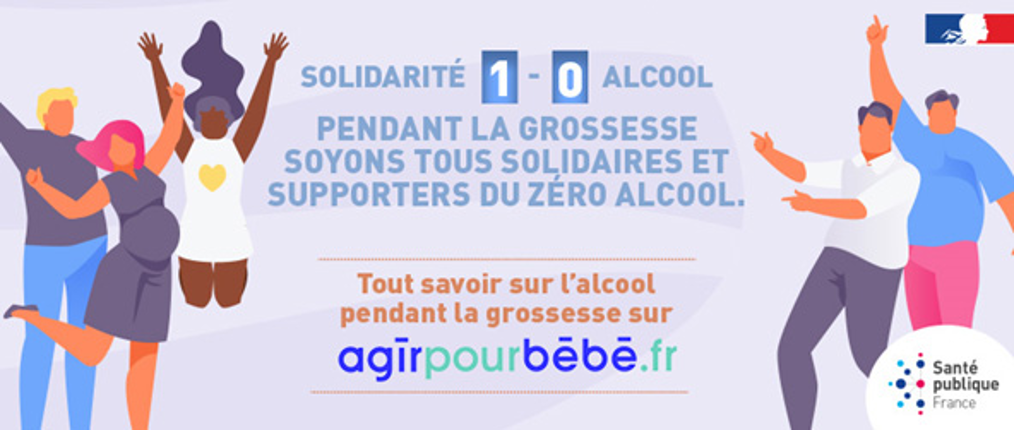 SOLIDARITÉ 1 - 0 ALCOOL
PENDANT LA GROSSESSE
SOYONS TOUS SOLIDAIRES ET
SUPPORTERS DU ZÉRO ALCOOL.
Tout savoir sur l'alcool
pendant la grossesse sur
agīrpourbēbē.fr
Santé
publique
France